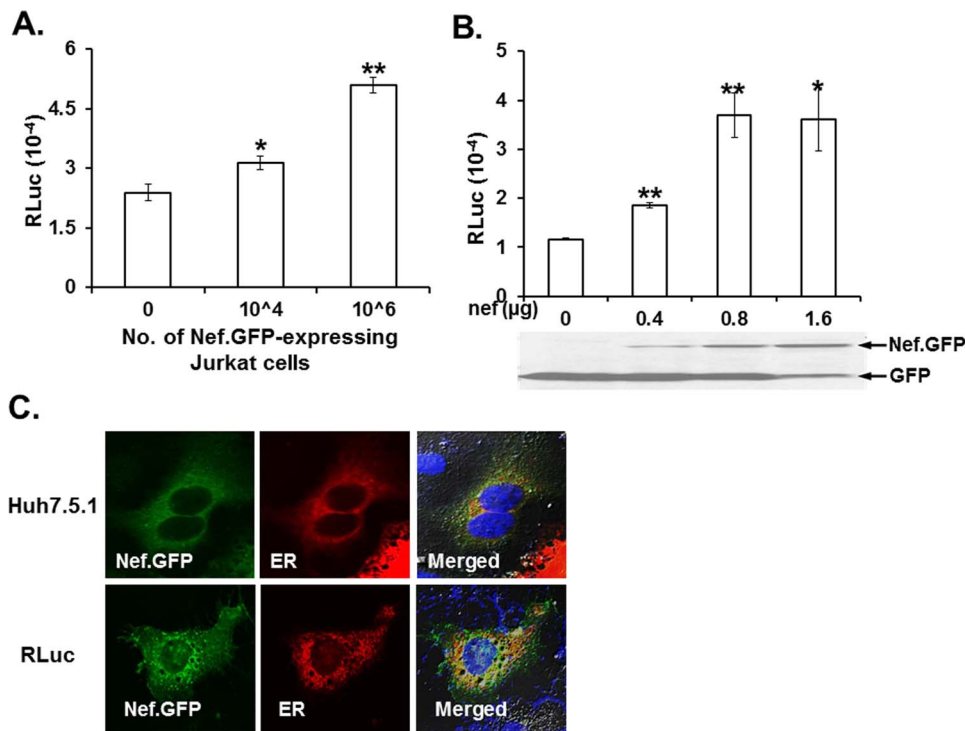 A.
RLuc (10⁻⁴)
6
4.5
3
1.5
0
*
**
0 10^4 10^6
No. of Nef.GFP-expressing
Jurkat cells
B.
RLuc (10⁻⁴)
5
4
3
2
1
0
**
**
*
nef (µg) 0 0.4 0.8 1.6
Nef.GFP
GFP
C.
Huh7.5.1
Nef.GFP ER Merged
RLuc
Nef.GFP ER Merged